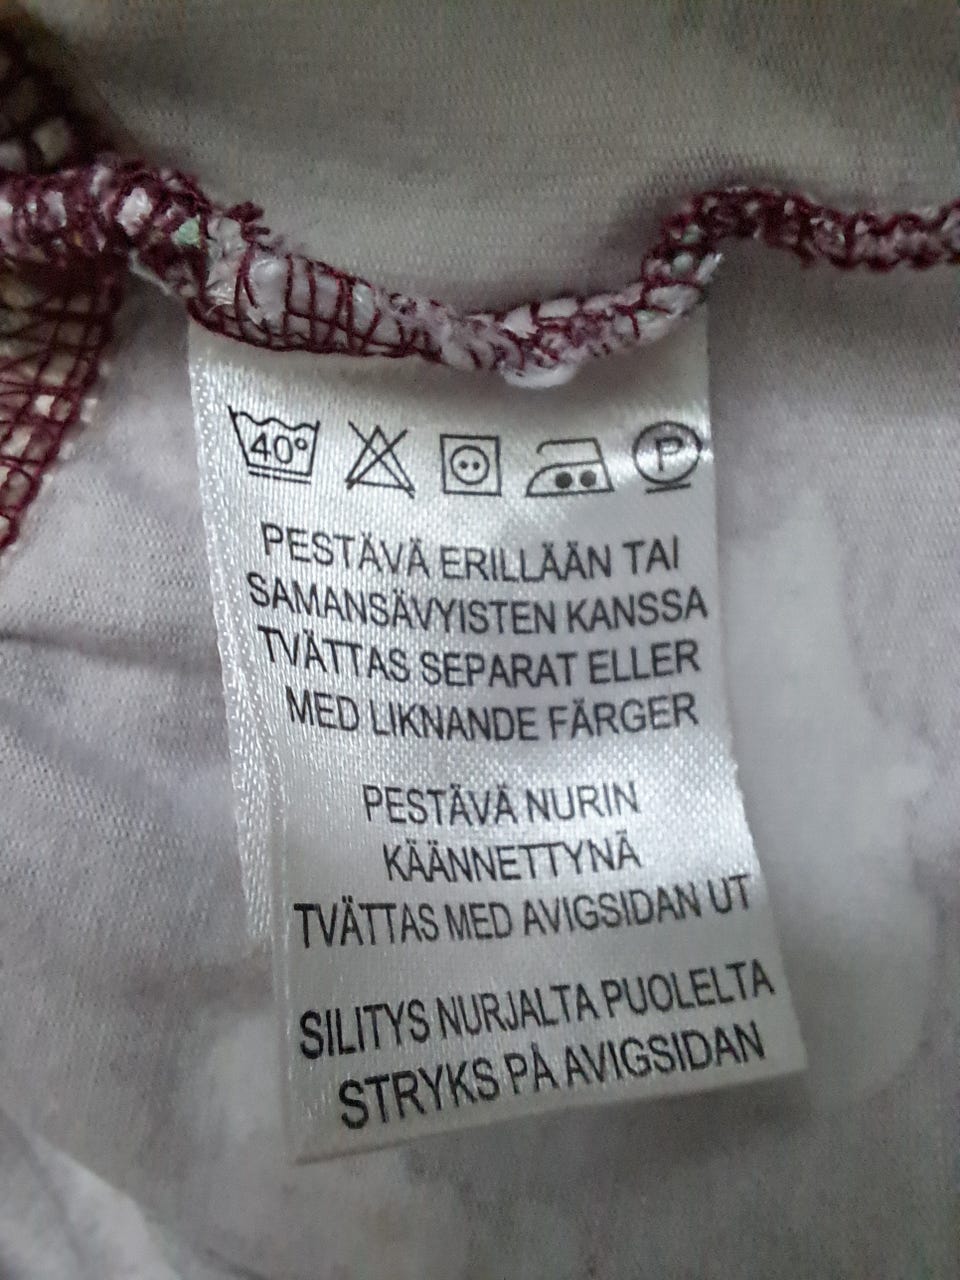 40° P
PESTÄVÄ ERILLÄÄN TAI
SAMANSÄVYISTEN KANSSA
TVÄTTAS SEPARAT ELLER
MED LIKNANDE FÄRGER
PESTÄVÄ NURIN
KÄÄNNETTYNÄ
TVÄTTAS MED AVIGSIDAN UT
SILITYS NURJALTA PUOLELTA
STRYKS PÅ AVIGSIDAN